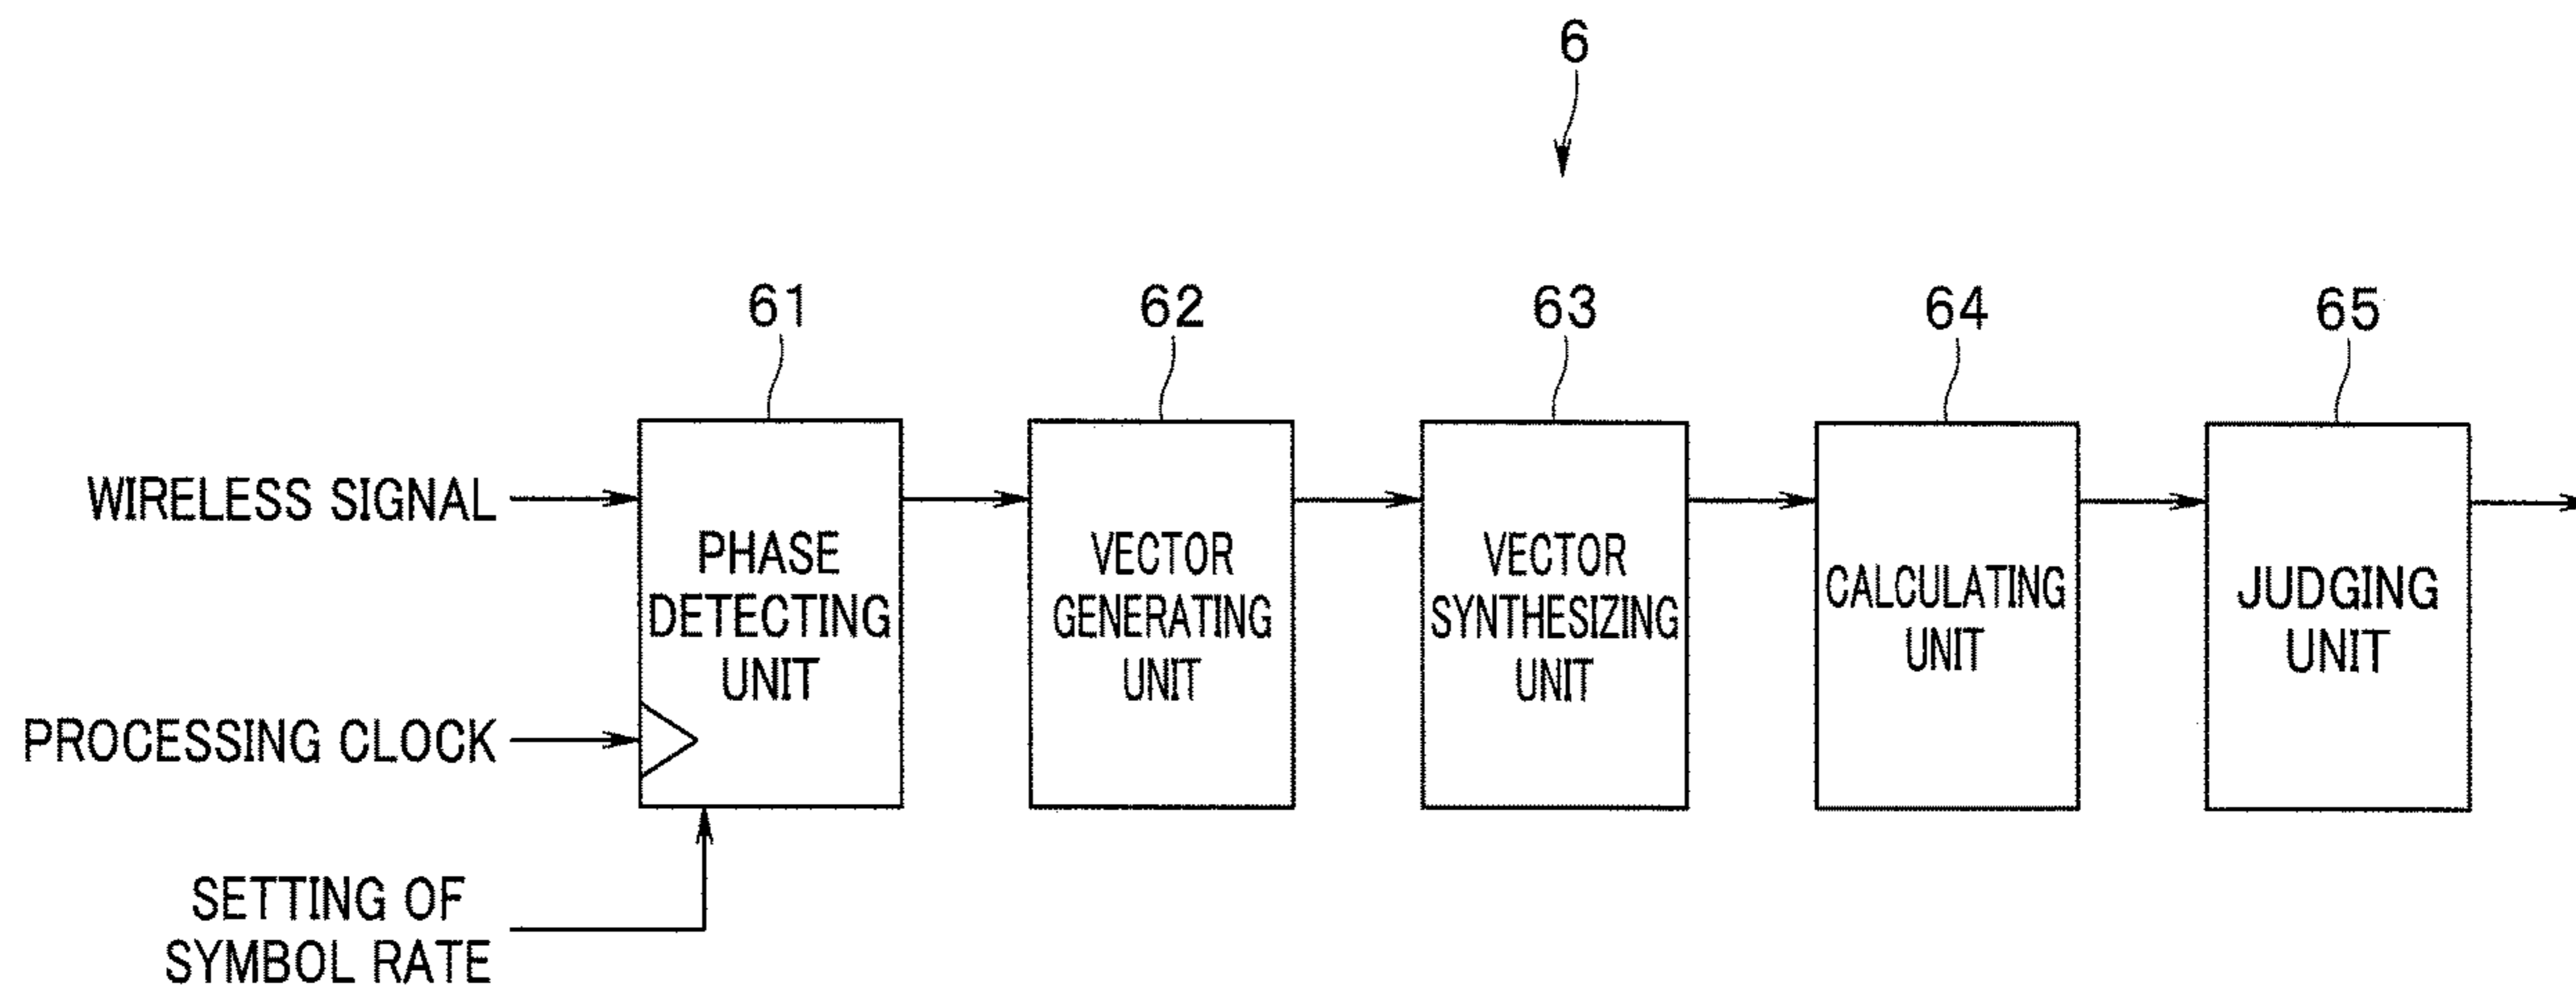 6
61
62
63
64
65
WIRELESS SIGNAL
PHASE
DETECTING
UNIT
VECTOR
GENERATING
UNIT
VECTOR
SYNTHESIZING
UNIT
CALCULATING
UNIT
JUDGING
UNIT
PROCESSING CLOCK
SETTING OF
SYMBOL RATE